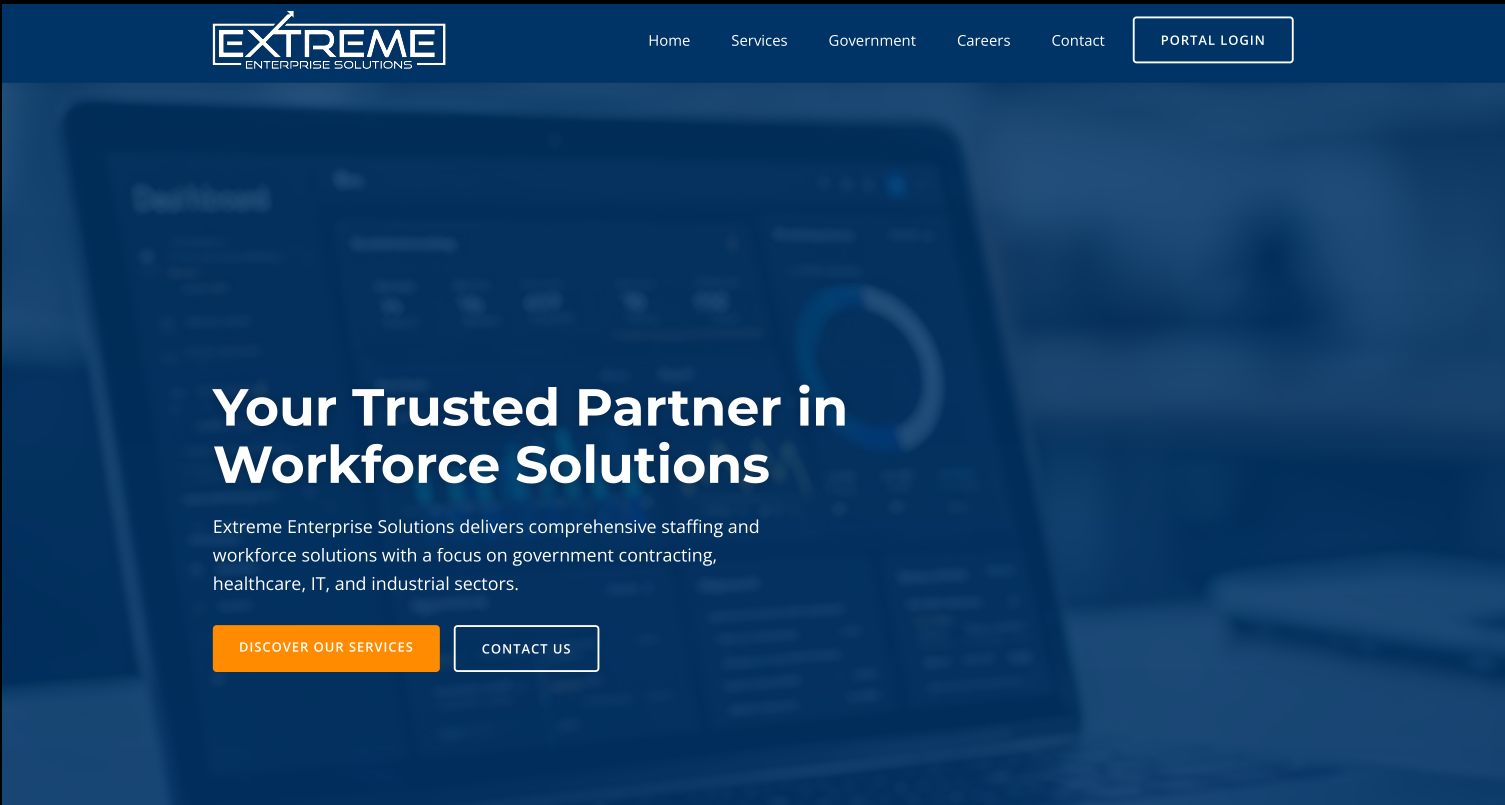 EXTREME
ENTERPRISE SOLUTIONS
Home
Services
Government
Careers
Contact
PORTAL LOGIN
Dashboard
Your Trusted Partner in
Workforce Solutions
Extreme Enterprise Solutions delivers comprehensive staffing and
workforce solutions with a focus on government contracting,
healthcare, IT, and industrial sectors.
DISCOVER OUR SERVICES
CONTACT US